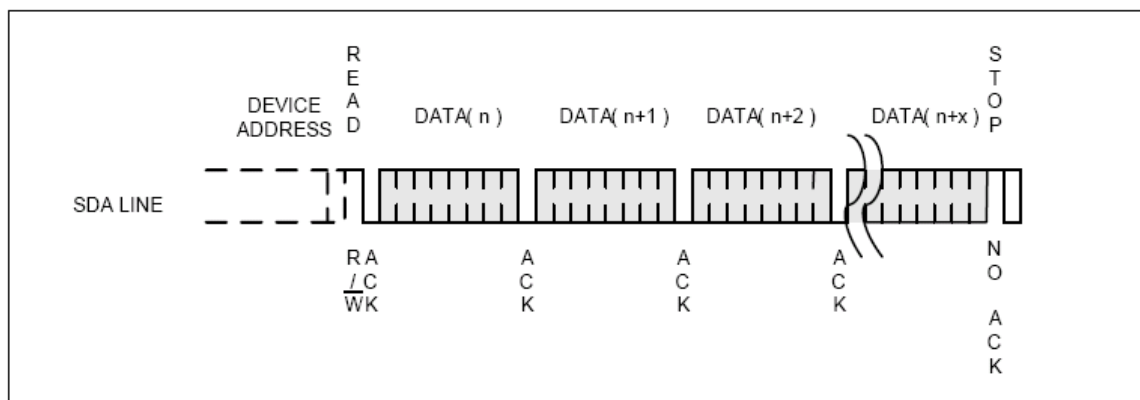 READ
STOP
DEVICE
ADDRESS
DATA( n )
DATA( n+1 )
DATA( n+2 )
DATA( n+x )
SDA LINE
R/W
ACK
ACK
ACK
ACK
NO ACK